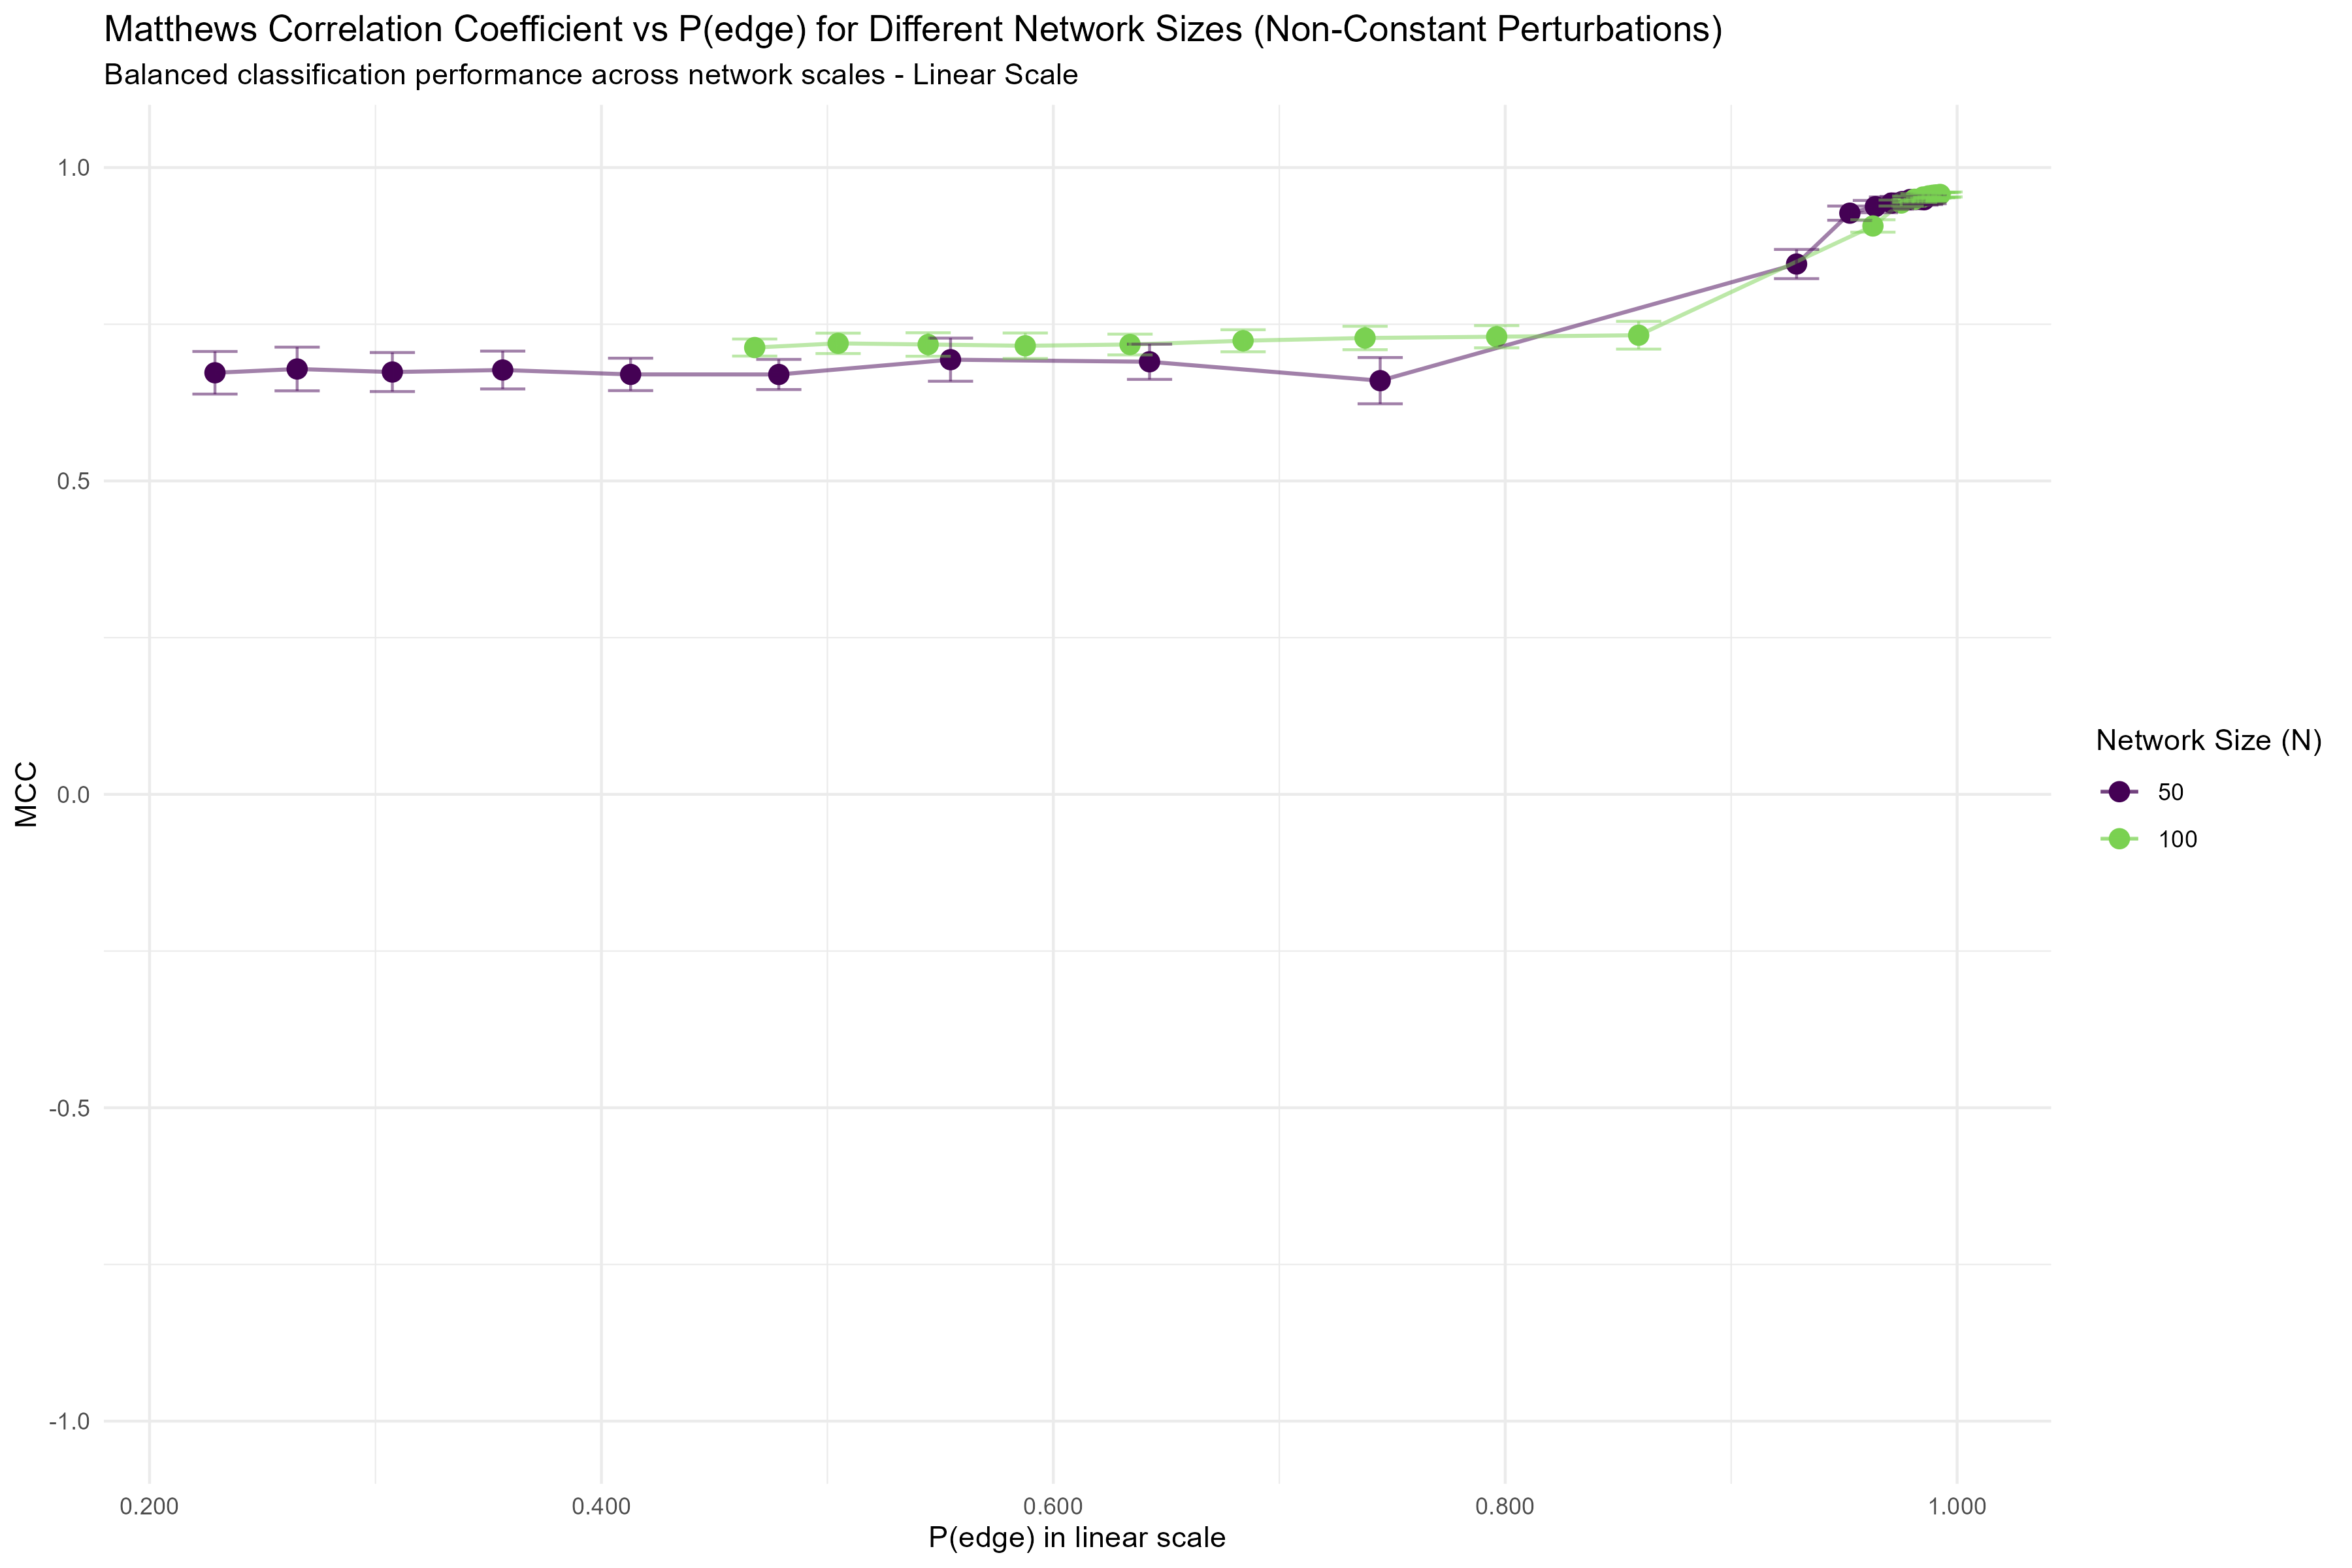 Matthews Correlation Coefficient vs P(edge) for Different Network Sizes (Non-Constant Perturbations)
Balanced classification performance across network scales - Linear Scale
1.0
0.5
0.0
-0.5
-1.0
MCC
0.200
0.400
0.600
0.800
1.000
P(edge) in linear scale
Network Size (N)
50
100